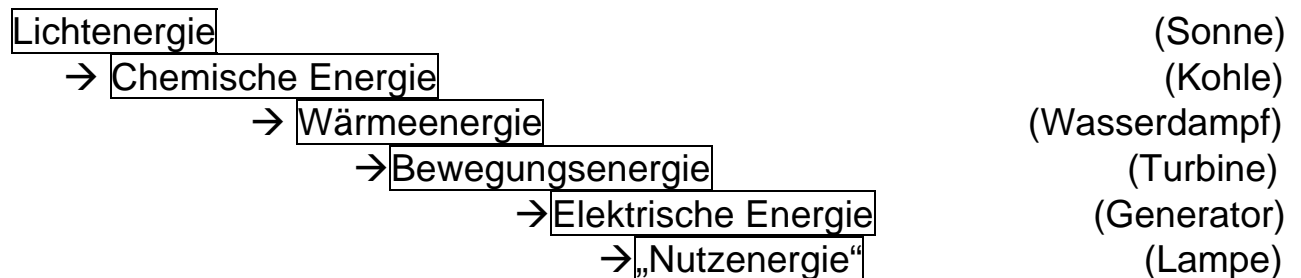 Lichtenergie (Sonne)
→ Chemische Energie (Kohle)
→ Wärmeenergie (Wasserdampf)
→Bewegungsenergie (Turbine)
→Elektrische Energie (Generator)
→„Nutzenergie“ (Lampe)